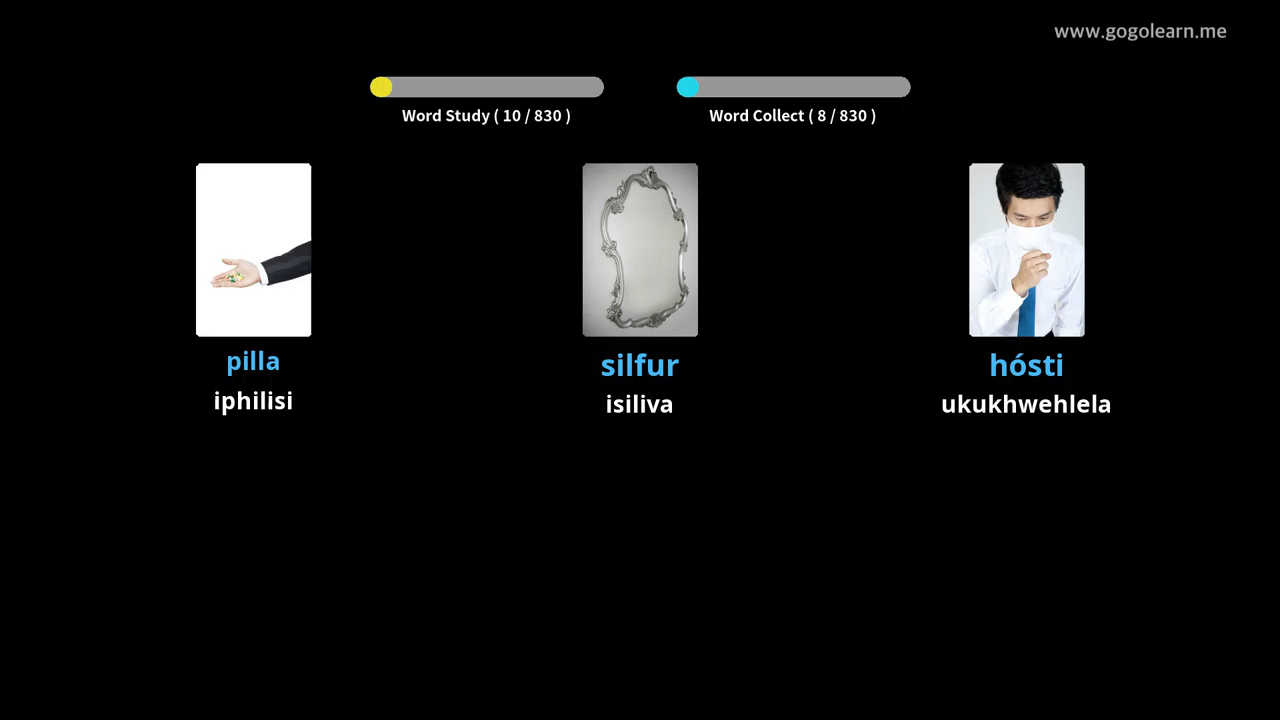 www.gogolearn.me
Word Study ( 10 / 830 )
Word Collect ( 8 / 830 )
pilla
iphilisi
silfur
isiliva
hósti
ukukhwehlela